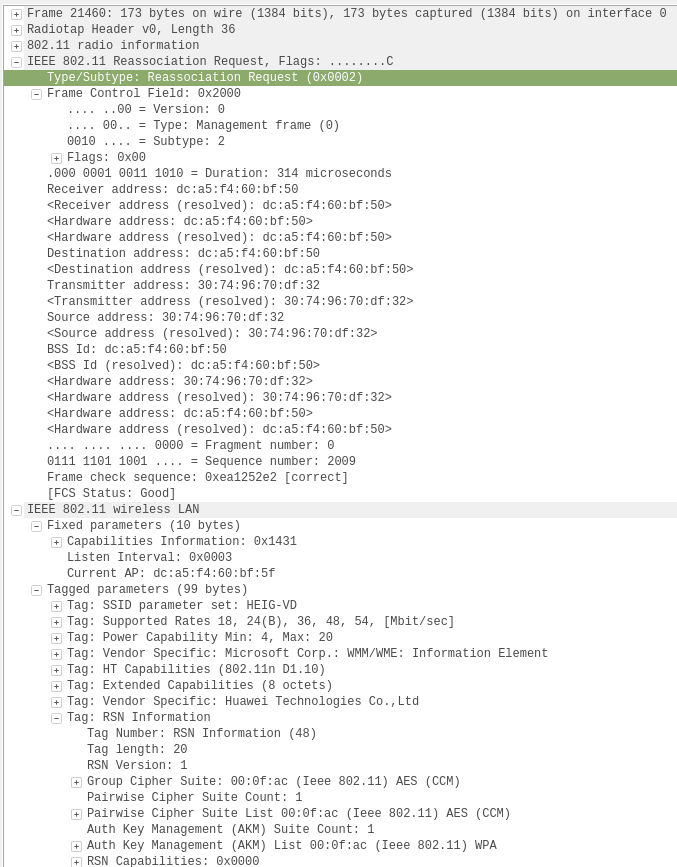 Frame 21460: 173 bytes on wire (1384 bits), 173 bytes captured (1384 bits) on interface 0
Radiotap Header v0, Length 36
802.11 radio information
IEEE 802.11 Reassociation Request, Flags: ........C
Type/Subtype: Reassociation Request (0x0002)
Frame Control Field: 0x2000
.... ..00 = Version: 0
.... 00.. = Type: Management frame (0)
0010 .... = Subtype: 2
Flags: 0x00
.000 0001 0011 1010 = Duration: 314 microseconds
Receiver address: dc:a5:f4:60:bf:50
<Receiver address (resolved): dc:a5:f4:60:bf:50>
<Hardware address: dc:a5:f4:60:bf:50>
<Hardware address (resolved): dc:a5:f4:60:bf:50>
Destination address: dc:a5:f4:60:bf:50
<Destination address (resolved): dc:a5:f4:60:bf:50>
Transmitter address: 30:74:96:70:df:32
<Transmitter address (resolved): 30:74:96:70:df:32>
Source address: 30:74:96:70:df:32
<Source address (resolved): 30:74:96:70:df:32>
BSS Id: dc:a5:f4:60:bf:50
<BSS Id (resolved): dc:a5:f4:60:bf:50>
<Hardware address: 30:74:96:70:df:32>
<Hardware address (resolved): 30:74:96:70:df:32>
<Hardware address: dc:a5:f4:60:bf:50>
<Hardware address (resolved): dc:a5:f4:60:bf:50>
.... .... .... 0000 = Fragment number: 0
0111 1101 1001 .... = Sequence number: 2009
Frame check sequence: 0xea1252e2 [correct]
[FCS Status: Good]
IEEE 802.11 wireless LAN
Fixed parameters (10 bytes)
Capabilities Information: 0x1431
Listen Interval: 0x0003
Current AP: dc:a5:f4:60:bf:5f
Tagged parameters (99 bytes)
Tag: SSID parameter set: HEIG-VD
Tag: Supported Rates 18, 24(B), 36, 48, 54, [Mbit/sec]
Tag: Power Capability Min: 4, Max: 20
Tag: Vendor Specific: Microsoft Corp.: WMM/WME: Information Element
Tag: HT Capabilities (802.11n D1.10)
Tag: Extended Capabilities (8 octets)
Tag: Vendor Specific: Huawei Technologies Co.,Ltd
Tag: RSN Information
Tag Number: RSN Information (48)
Tag length: 20
RSN Version: 1
Group Cipher Suite: 00:0f:ac (Ieee 802.11) AES (CCM)
Pairwise Cipher Suite Count: 1
Pairwise Cipher Suite List 00:0f:ac (Ieee 802.11) AES (CCM)
Auth Key Management (AKM) Suite Count: 1
Auth Key Management (AKM) List 00:0f:ac (Ieee 802.11) WPA
RSN Capabilities: 0x0000